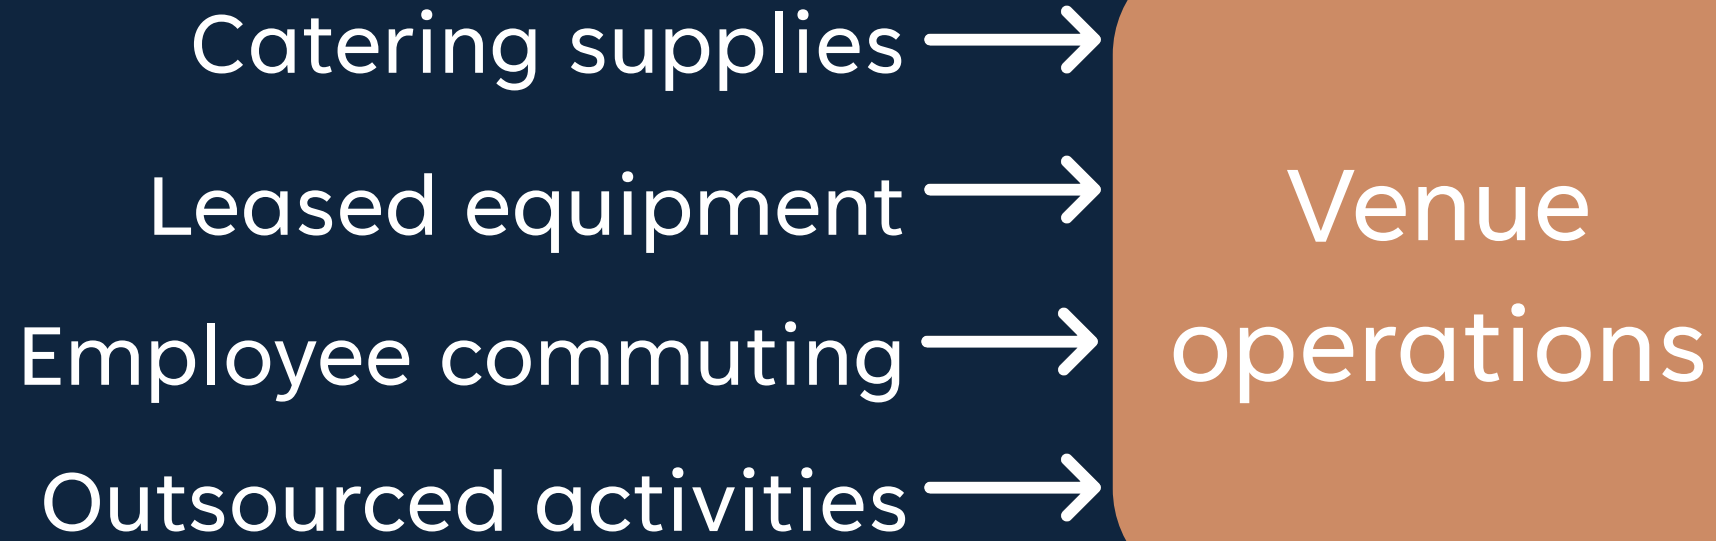 Catering supplies
Leased equipment
Employee commuting
Outsourced activities
Venue
operations